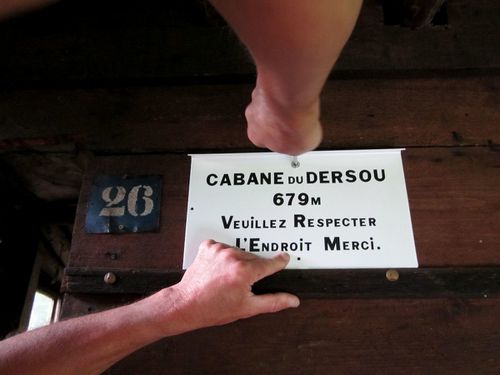 26
CABANE DU DERSOU
679M
VEUILLEZ RESPECTER
L'ENDROIT MERCI.